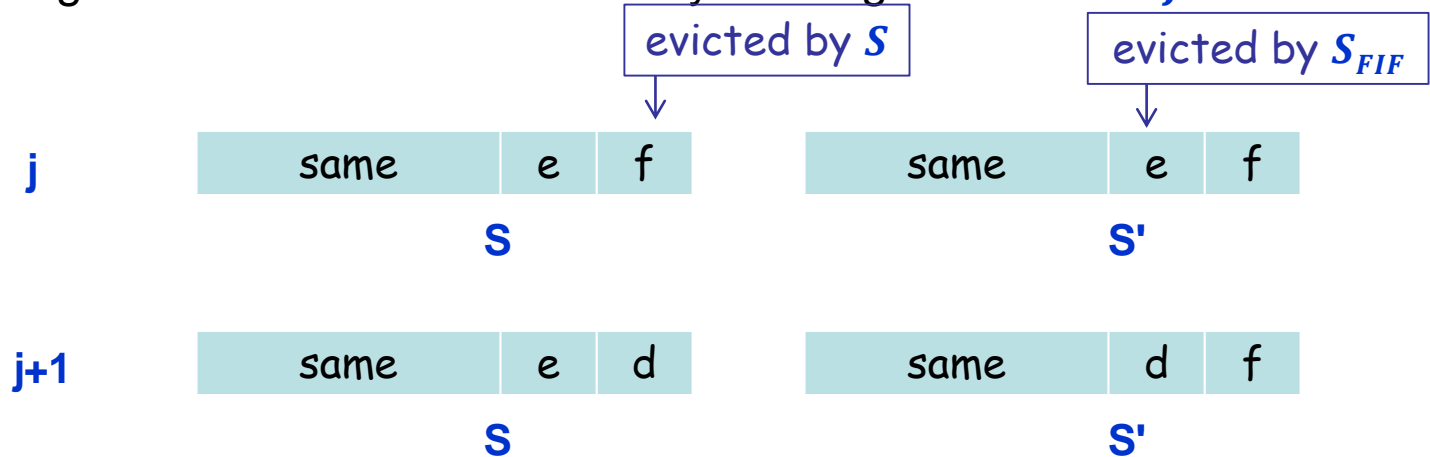 evicted by S
evicted by S_FIF
j
same e f
same e f
S
S'
j+1
same e d
same d f
S
S'